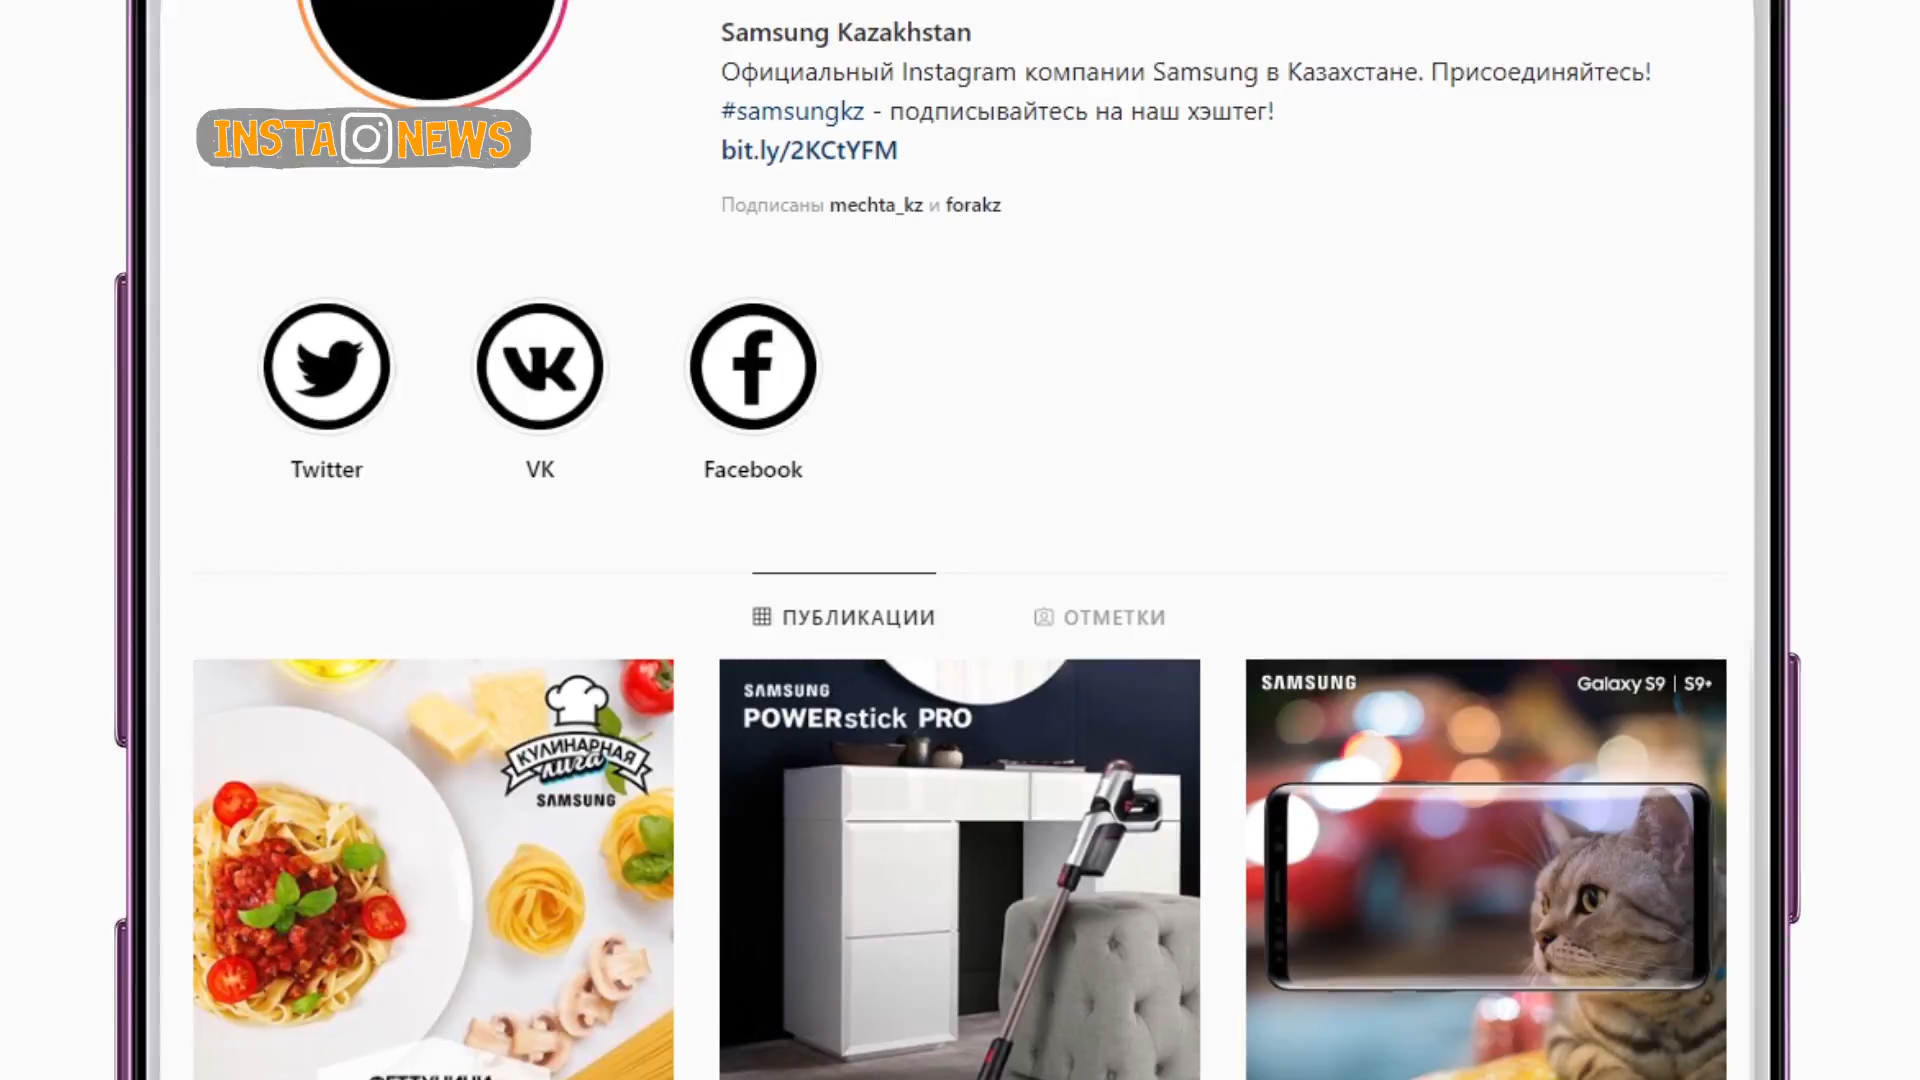 Samsung Kazakhstan
Официальный Instagram компании Samsung в Казахстане. Присоединяйтесь!
#samsungkz - подписывайтесь на наш хэштег!
bit.ly/2KCtYFM
INSTA NEWS
Подписаны mechta_kz и forakz
Twitter
VK
Facebook
ПУБЛИКАЦИИ
ОТМЕТКИ
КУЛИНАРНАЯ
лига
SAMSUNG
ФЕТТУЧИНИ
SAMSUNG
POWERstick PRO
SAMSUNG
Galaxy S9 | S9+